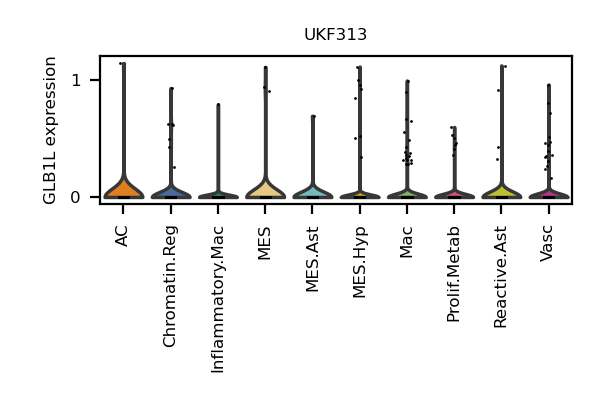 UKF313
GLB1L expression
1
0
AC
Chromatin.Reg
Inflammatory.Mac
MES
MES.Ast
MES.Hyp
Mac
Prolif.Metab
Reactive.Ast
Vasc